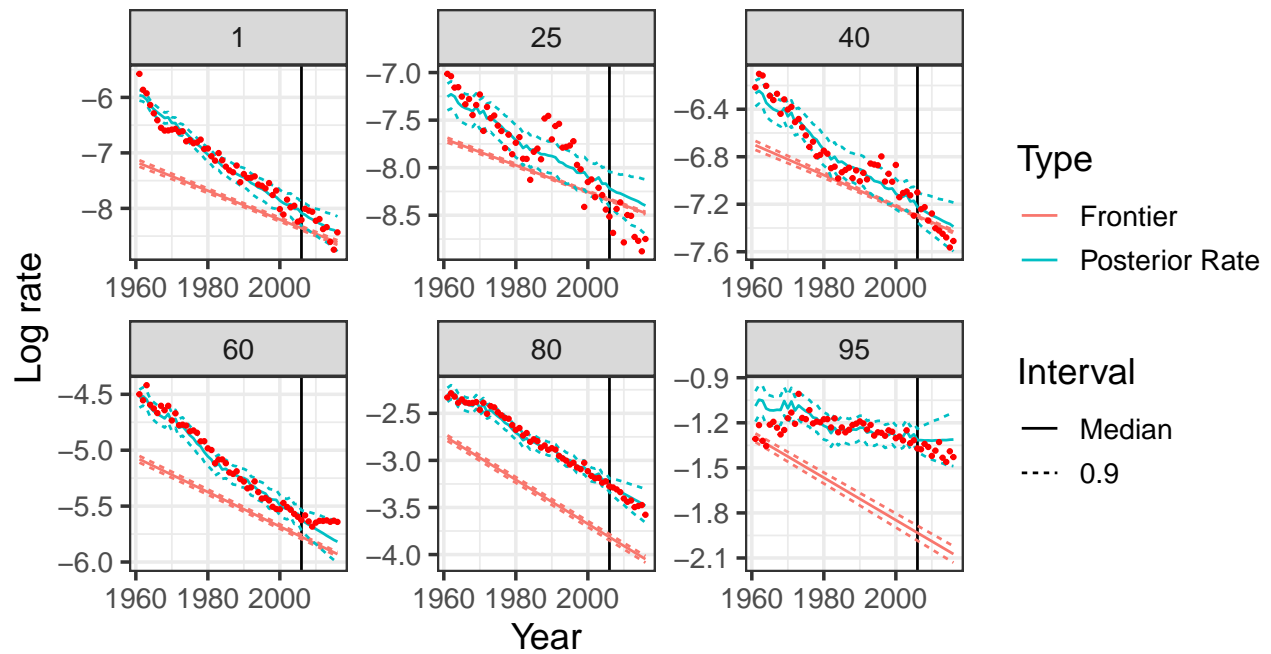 1
25
40
−6
−7
−8
−7.0
−7.5
−8.0
−8.5
−6.4
−6.8
−7.2
−7.6
1960 1980 2000
1960 1980 2000
1960 1980 2000
60
80
95
−4.5
−5.0
−5.5
−6.0
−2.5
−3.0
−3.5
−4.0
−0.9
−1.2
−1.5
−1.8
−2.1
1960 1980 2000
1960 1980 2000
1960 1980 2000
Log rate
Year
Type
Frontier
Posterior Rate
Interval
Median
0.9